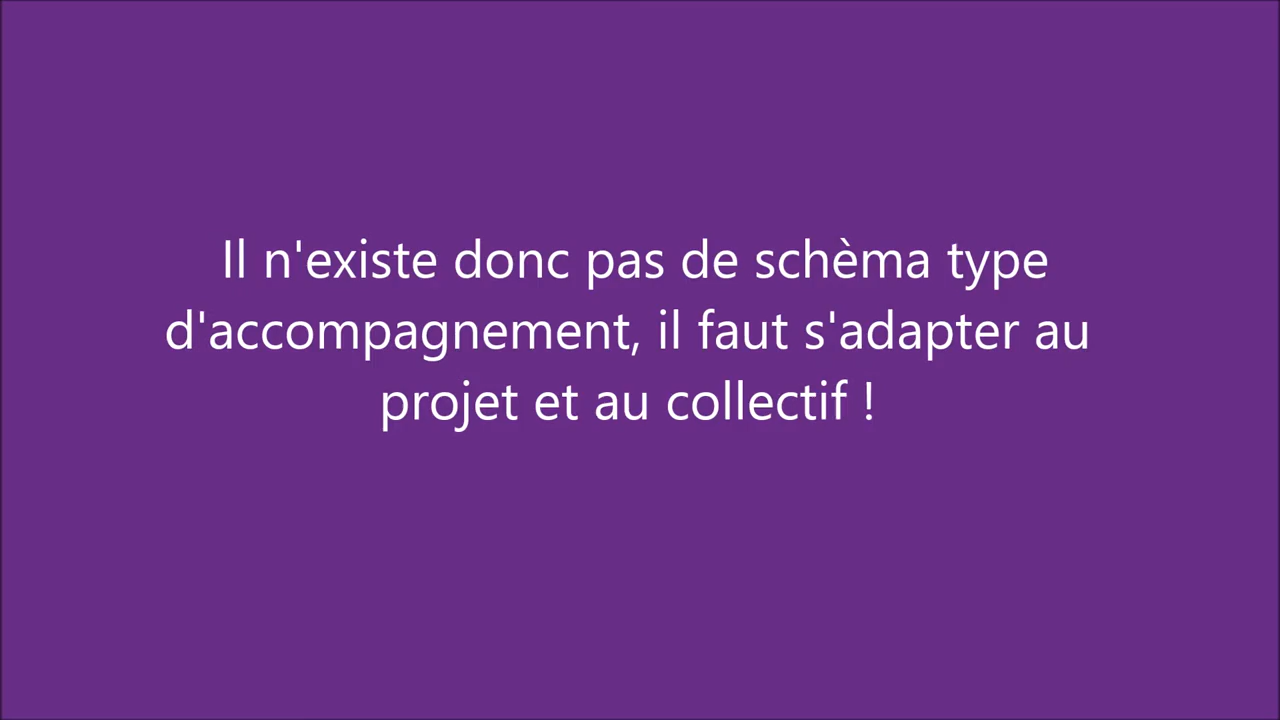 Il n'existe donc pas de schèma type
d'accompagnement, il faut s'adapter au
projet et au collectif !